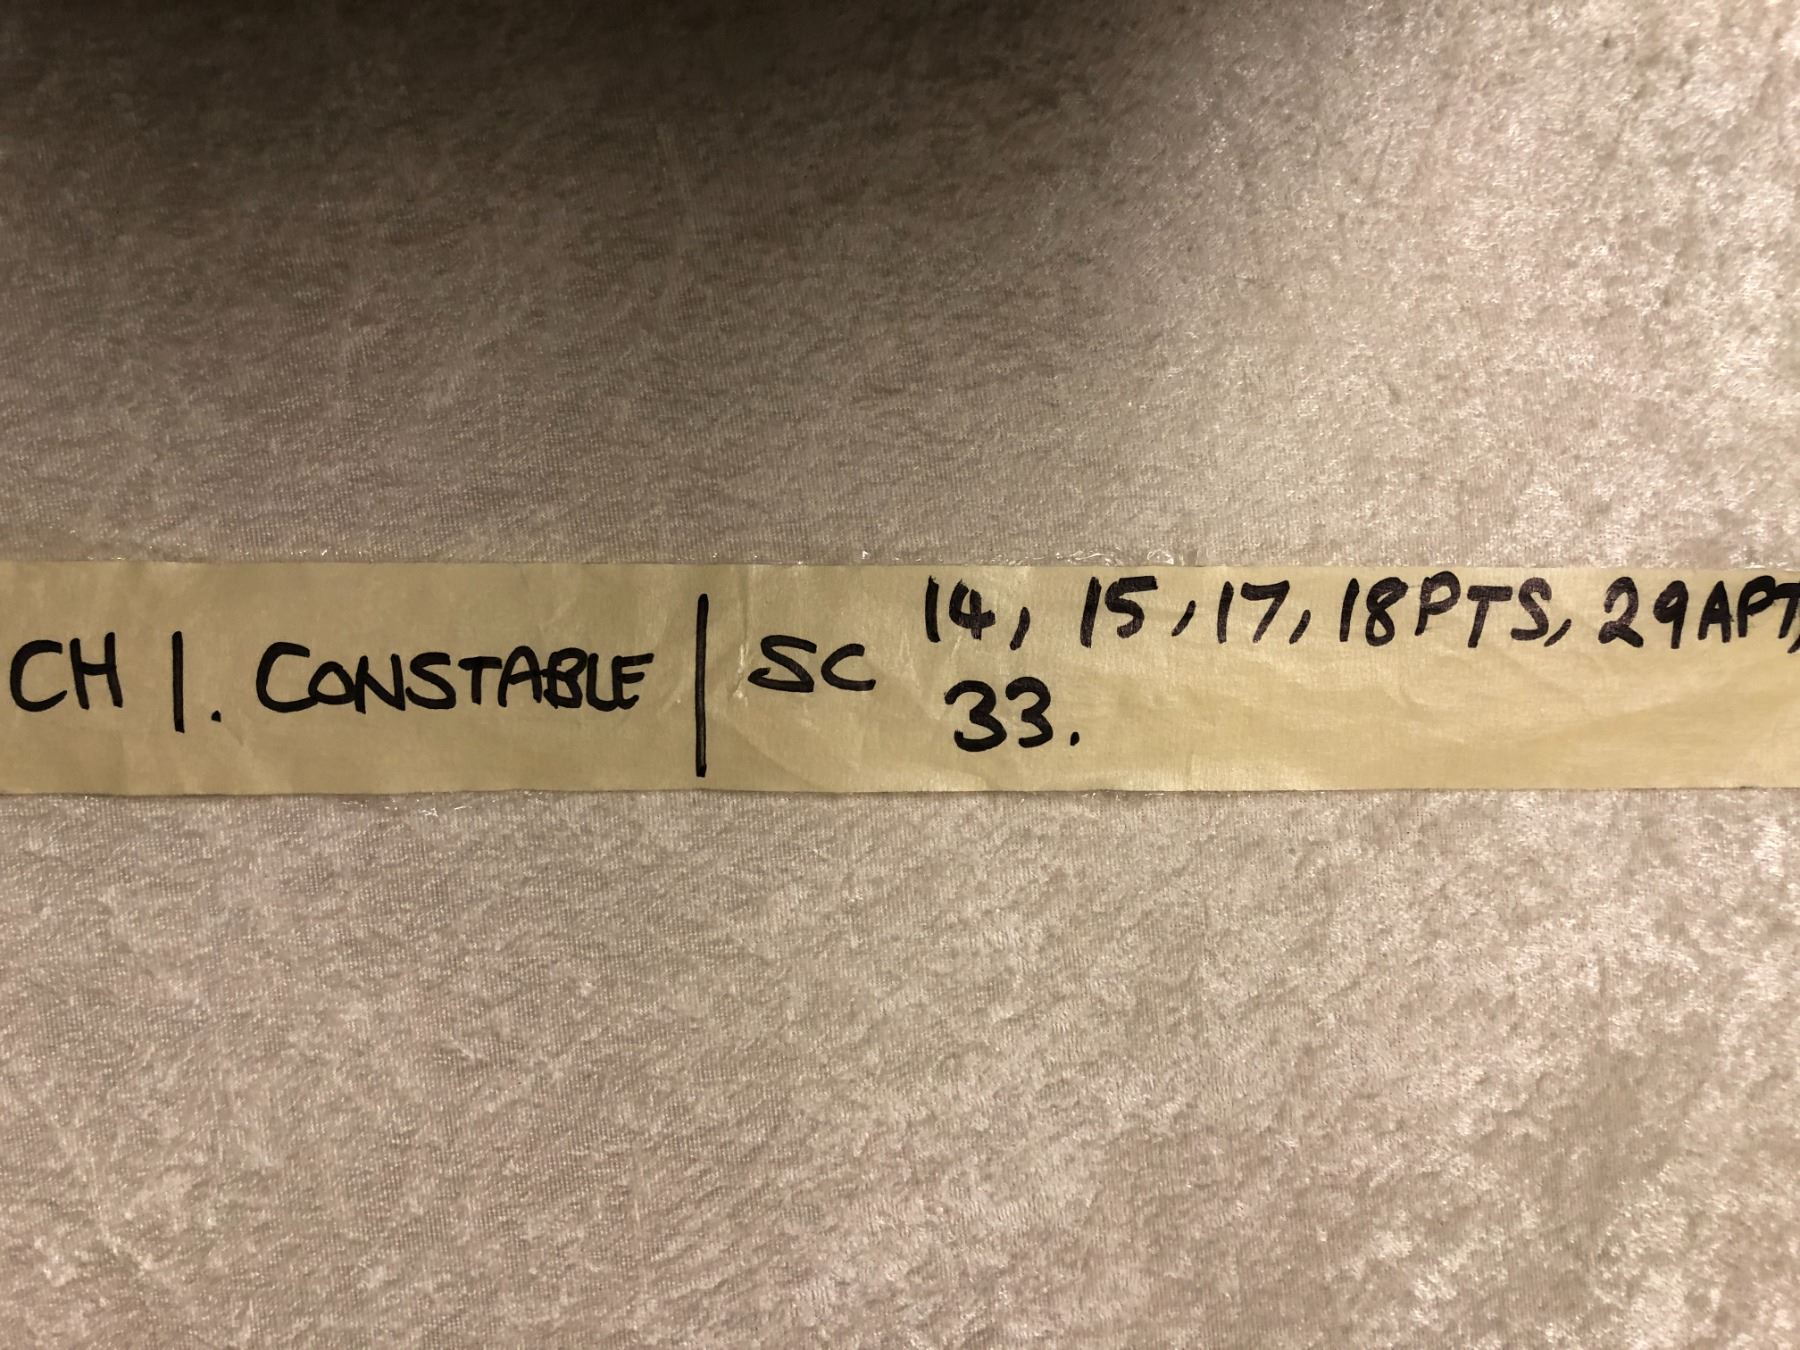 CH 1. CONSTABLE | SC 14, 15, 17, 18PTS, 29APT,
33.